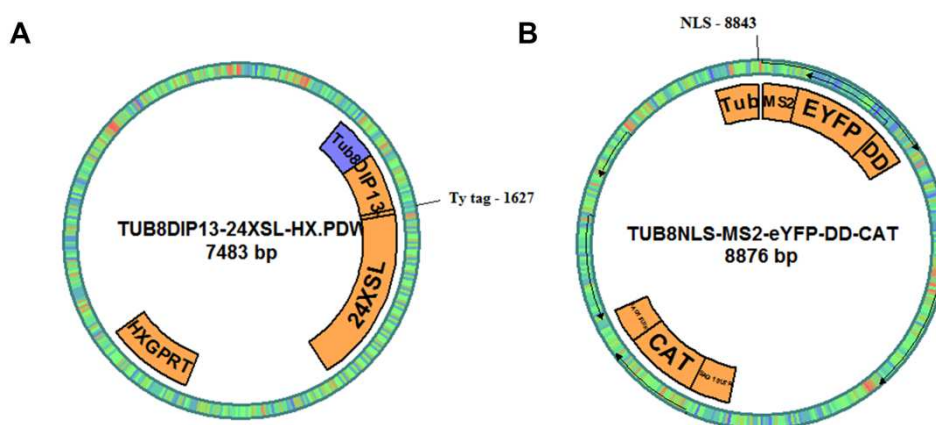 A
B
NLS - 8843
Tub8
DIP13
Ty tag - 1627
TUB8DIP13-24XSL-HX.PDW
7483 bp
24XSL
HXGPRT
Tub
MS2
EYFP
DD
TUB8NLS-MS2-eYFP-DD-CAT
8876 bp
CAT